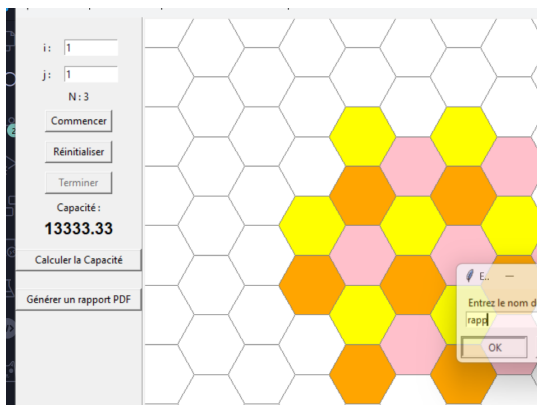 i: 1
j: 1
N : 3
Commencer
Réinitialiser
Terminer
Capacité :
13333.33
Calculer la Capacité
Générer un rapport PDF
E..
Entrez le nom d
rapp
OK